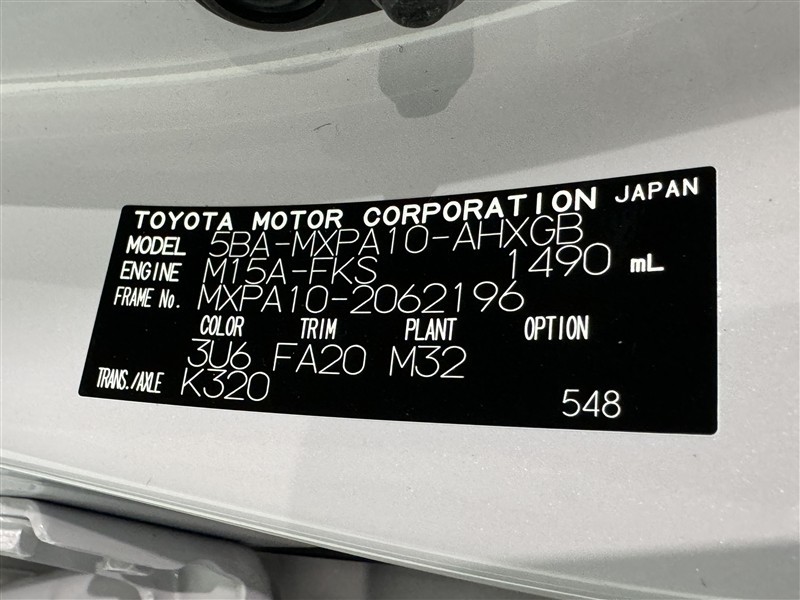 TOYOTA MOTOR CORPORATION JAPAN
MODEL 5BA-MXPA10-AHXGB
ENGINE M15A-FKS 1490 mL
FRAME No. MXPA10-2062196
COLOR TRIM PLANT OPTION
3U6 FA20 M32
TRANS./AXLE K320
548